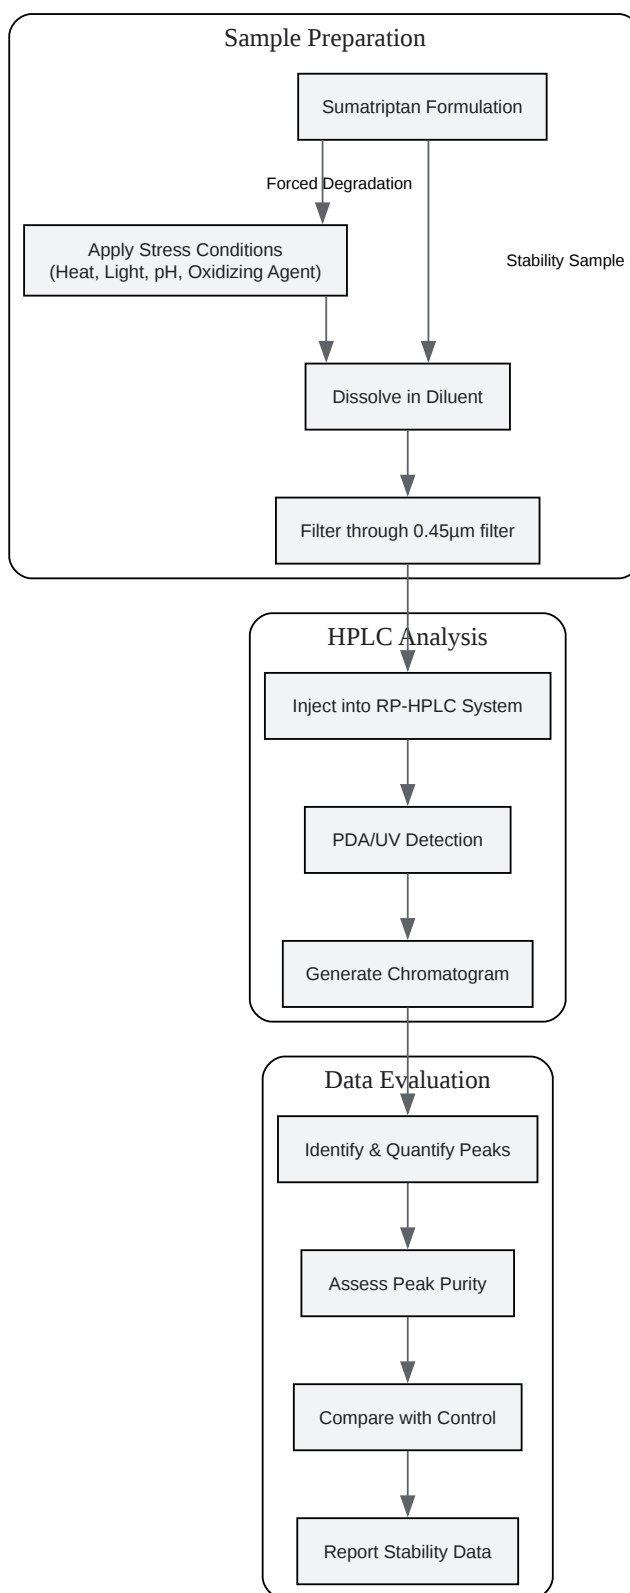 Sample Preparation
Sumatriptan Formulation
Forced Degradation
Apply Stress Conditions
(Heat, Light, pH, Oxidizing Agent)
Stability Sample
Dissolve in Diluent
Filter through 0.45µm filter
HPLC Analysis
Inject into RP-HPLC System
PDA/UV Detection
Generate Chromatogram
Data Evaluation
Identify & Quantify Peaks
Assess Peak Purity
Compare with Control
Report Stability Data